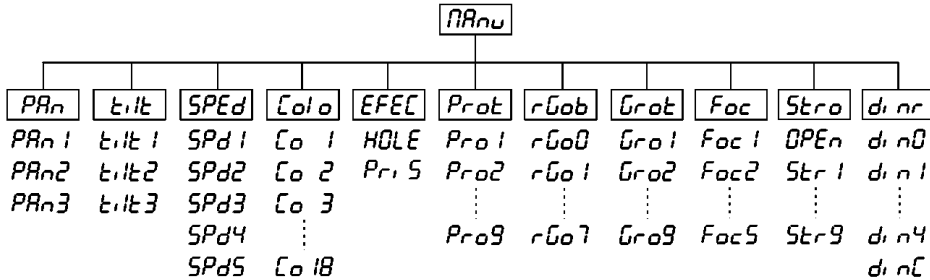 MAnu
PAn tilt SPEd Colo EFEC Prot rGob Grot Foc Stro dinr
PAn1 tilt1 SPd1 Co 1 HOLE Pro1 rGo0 Gro1 Foc1 OPEn din0
PAn2 tilt2 SPd2 Co 2 PriS Pro2 rGo1 Gro2 Foc2 Str1 din1
PAn3 tilt3 SPd3 Co 3
SPd4 Pro9 rGo7 Gro9 Foc5 Str9 din4
SPd5 Co18 dinC